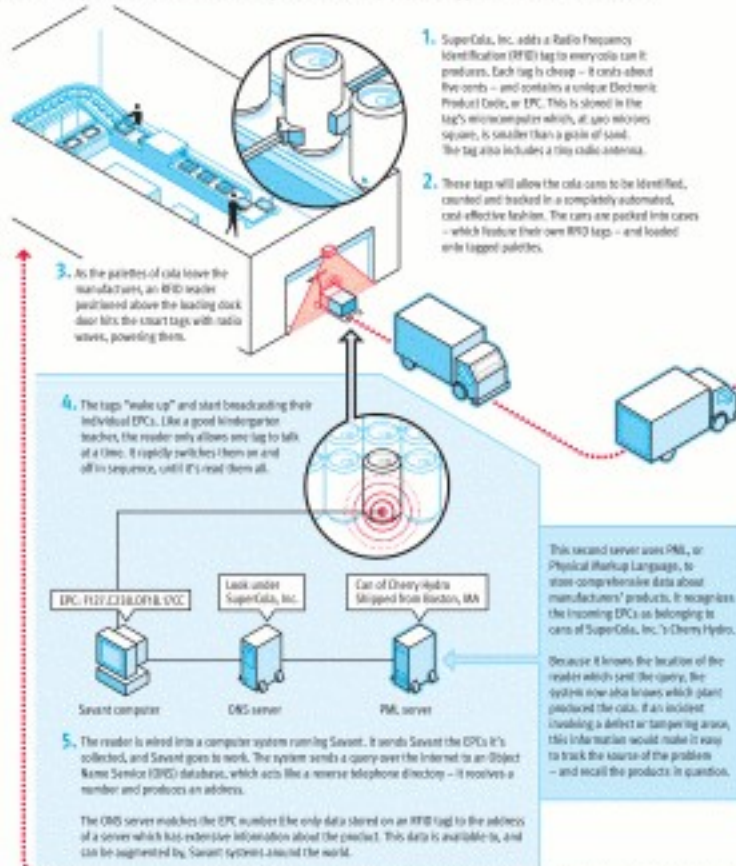 1. SuperCola, Inc. adds a Radio Frequency
Identification (RFID) tag to every cola can it
produces. Each tag is cheap – it costs about
five cents – and contains a unique Electronic
Product Code, or EPC. This is stored in the
tag's microcomputer which, at 400 microns
square, is smaller than a grain of sand.
The tag also includes a tiny radio antenna.
2. These tags will allow the cola cans to be identified,
counted and tracked in a completely automated,
cost-effective fashion. The cans are packed into cases
– which feature their own RFID tags – and loaded
onto tagged palettes.
3. As the palettes of cola leave the
manufacturer, an RFID reader
positioned above the loading dock
door hits the smart tags with radio
waves, powering them.
4. The tags "wake up" and start broadcasting their
individual EPCs. Like a good kindergarten
teacher, the reader only allows one tag to talk
at a time. It rapidly switches them on and
off in sequence, until it's read them all.
EPC: F127.C238.DF1B.17CC
Look under
SuperCola, Inc.
Can of Cherry Hydro
Shipped from Boston, MA
Savant computer
ONS server
PML server
This second server uses PML, or
Physical Markup Language, to
store comprehensive data about
manufacturers' products. It recognizes
the incoming EPCs as belonging to
cans of SuperCola, Inc.'s Cherry Hydro.
Because it knows the location of the
reader which sent the query, the
system now also knows which plant
produced the cola. If an incident
involving a defect or tampering arose,
this information would make it easy
to track the source of the problem
– and recall the products in question.
5. The reader is wired into a computer system running Savant. It sends Savant the EPCs it's
collected, and Savant goes to work. The system sends a query over the Internet to an Object
Name Service (ONS) database, which acts like a reverse telephone directory – it receives a
number and produces an address.
The ONS server matches the EPC number (the only data stored on an RFID tag) to the address
of a server which has extensive information about the product. This data is available to, and
can be augmented by, Savant systems around the world.